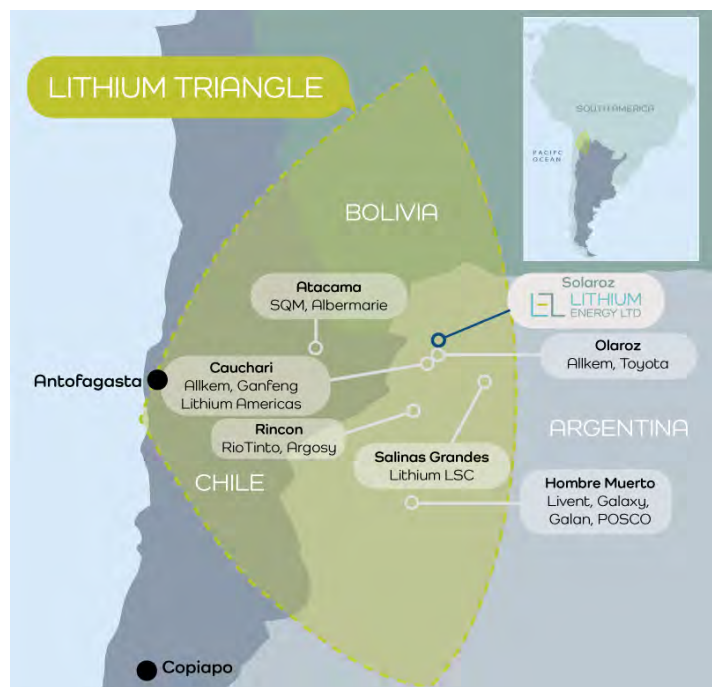 LITHIUM TRIANGLE
SOUTH AMERICA
PACIFIC
OCEAN
BOLIVIA
Atacama
SQM, Albermarle
Solaroz
LEL LITHIUM
ENERGY LTD
Antofagasta
Cauchari
Allkem, Ganfeng
Lithium Americas
Olaroz
Allkem, Toyota
Rincon
RioTinto, Argosy
ARGENTINA
Salinas Grandes
Lithium LSC
CHILE
Hombre Muerto
Livent, Galaxy,
Galan, POSCO
Copiapo